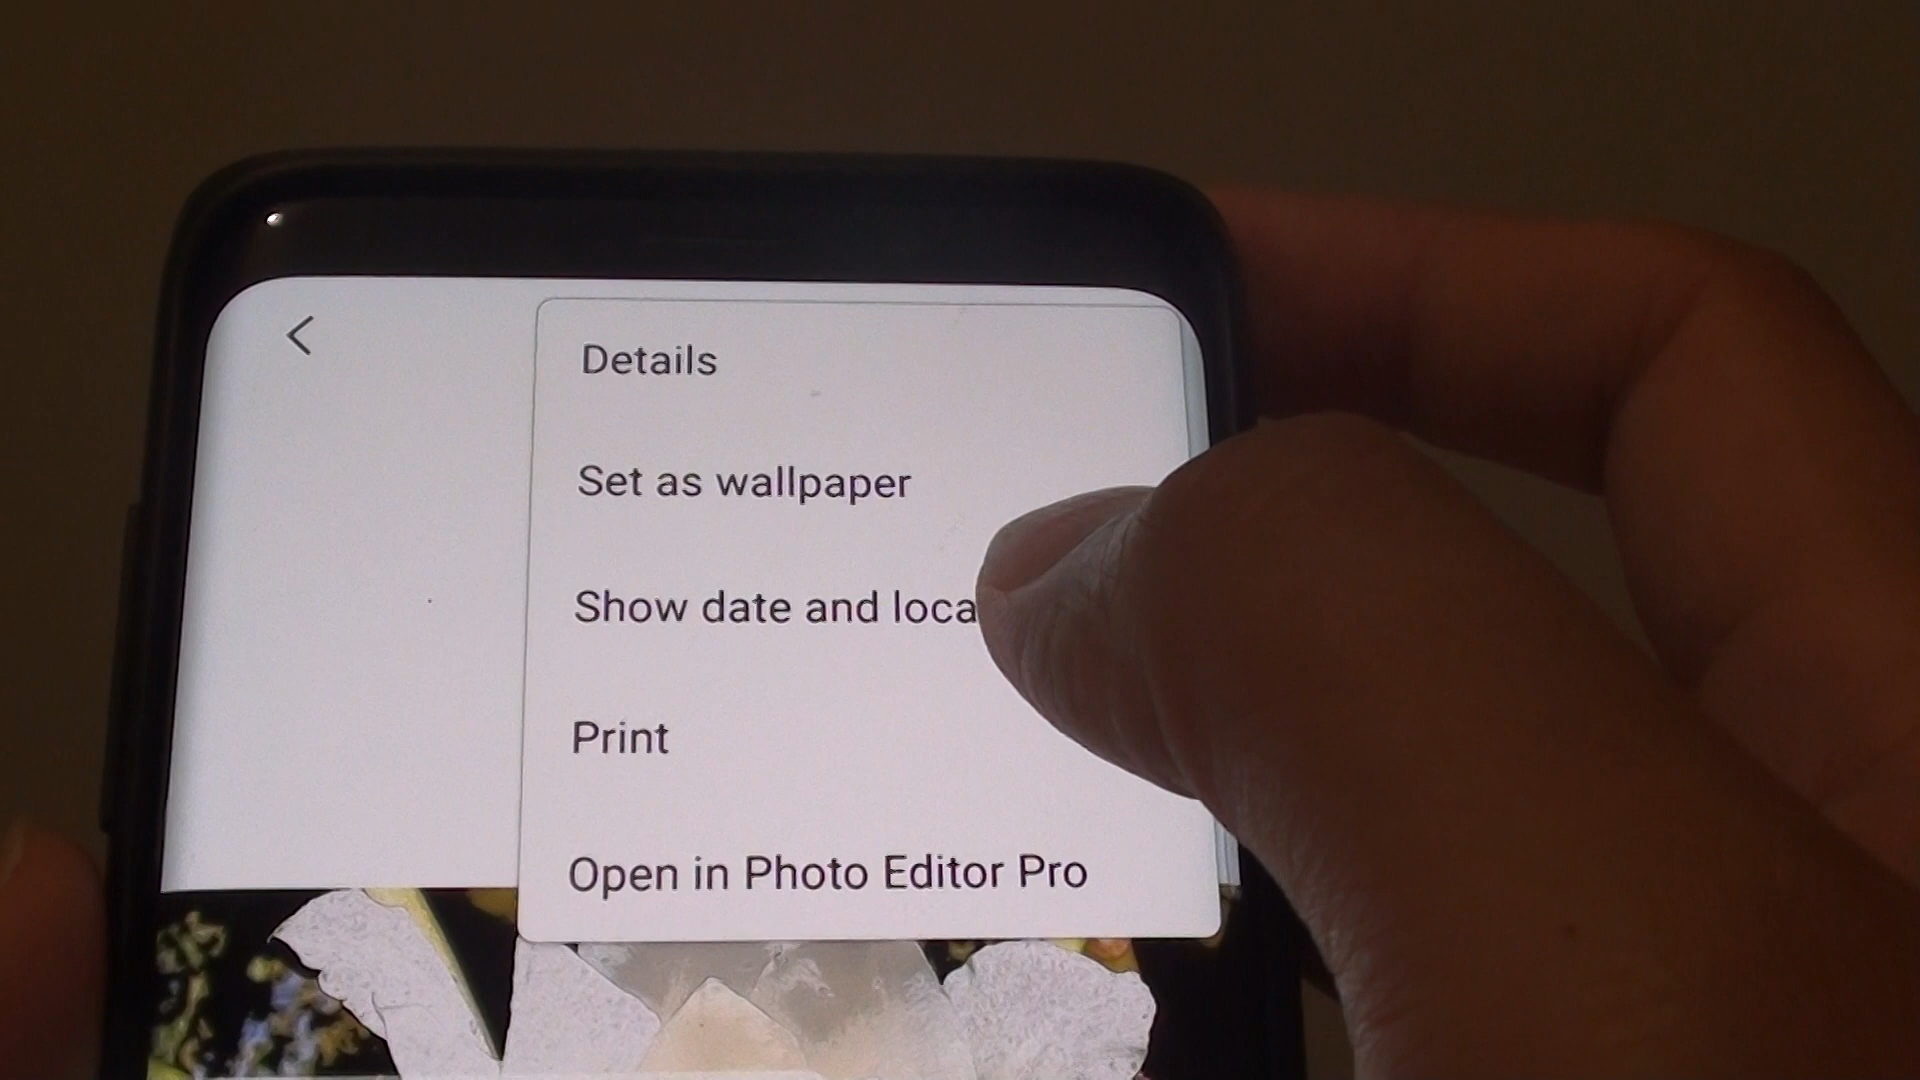 Details
Set as wallpaper
Show date and loca
Print
Open in Photo Editor Pro